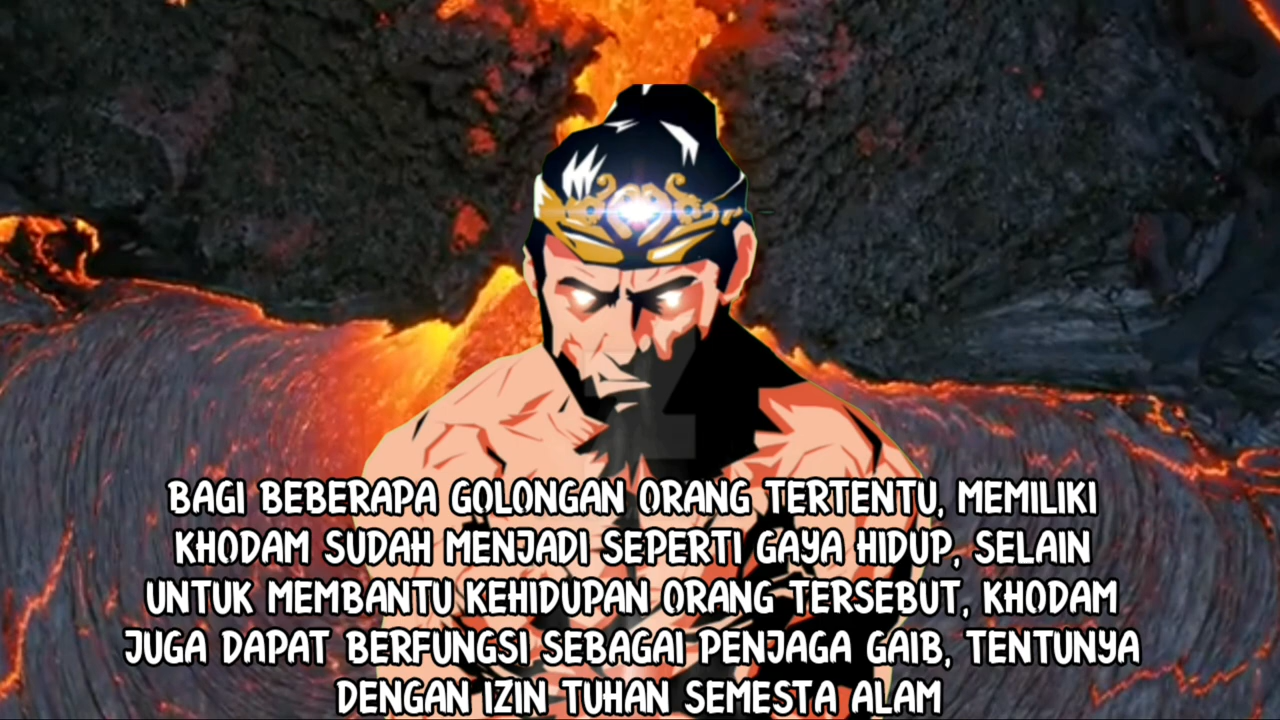 BAGI BEBERAPA GOLONGAN ORANG TERTENTU, MEMILIKI
KHODAM SUDAH MENJADI SEPERTI GAYA HIDUP, SELAIN
UNTUK MEMBANTU KEHIDUPAN ORANG TERSEBUT, KHODAM
JUGA DAPAT BERFUNGSI SEBAGAI PENJAGA GAIB, TENTUNYA
DENGAN IZIN TUHAN SEMESTA ALAM